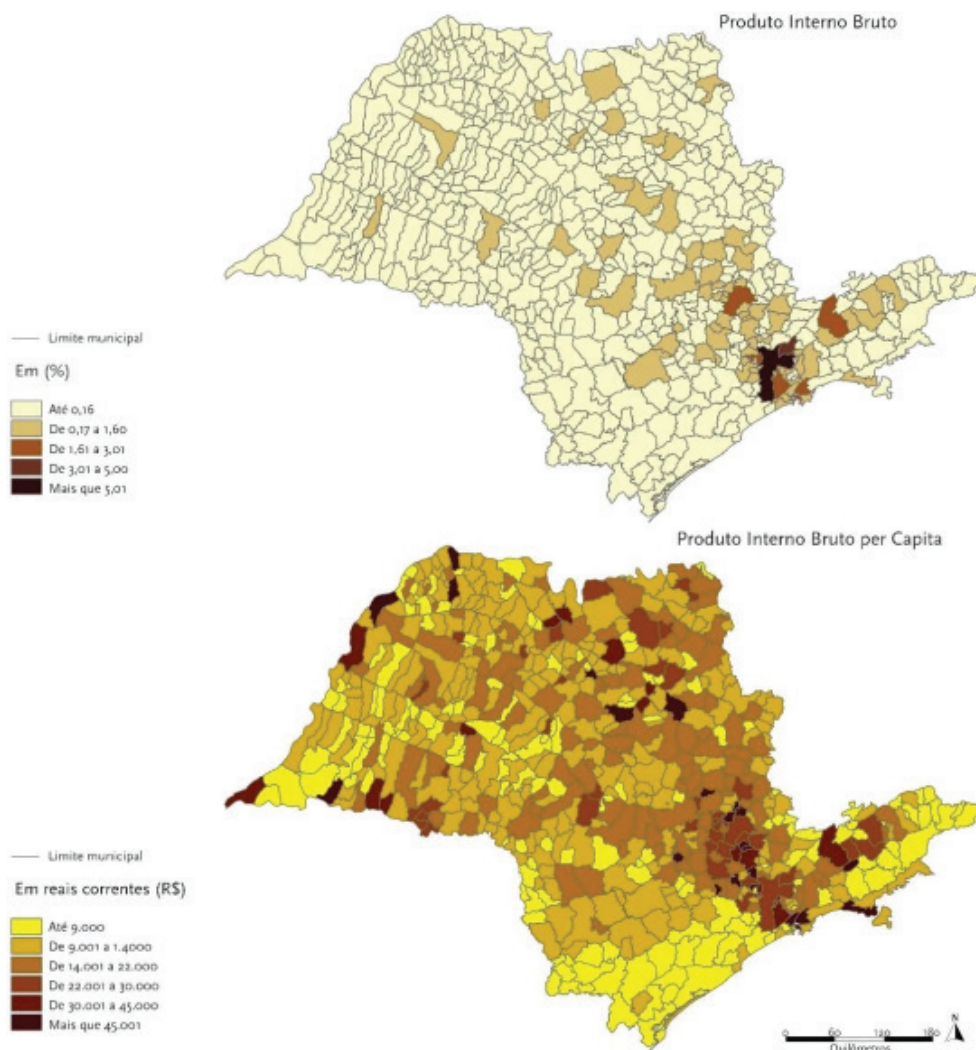 Produto Interno Bruto
Limite municipal
Em (%)
Até 0,16
De 0,17 a 1,60
De 1,61 a 3,01
De 3,01 a 5,00
Mais que 5,01
Produto Interno Bruto per Capita
Limite municipal
Em reais correntes (R$)
Até 9.000
De 9.001 a 1.4000
De 14.001 a 22.000
De 22.001 a 30.000
De 30.001 a 45.000
Mais que 45.001
N
0 60 120 180
Quilômetros